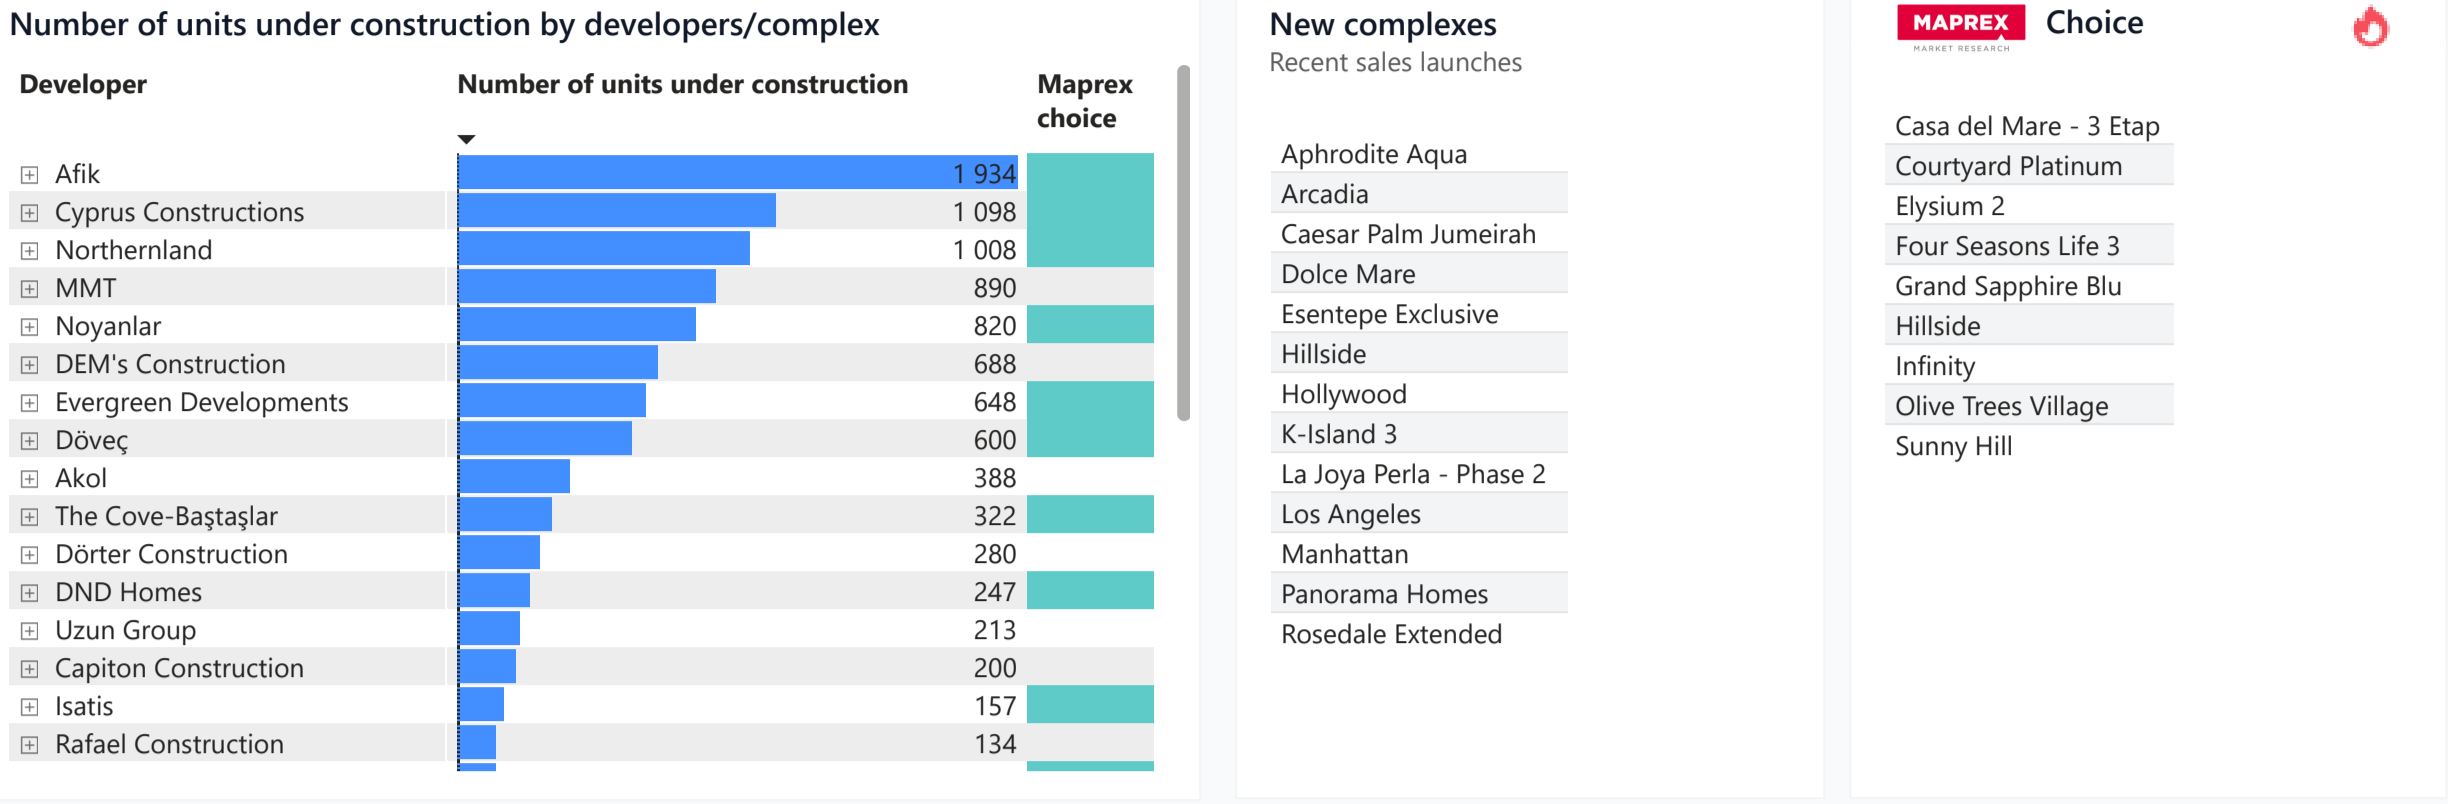 Number of units under construction by developers/complex
Developer Number of units under construction Maprex choice
Afik 1 934
Cyprus Constructions 1 098
Northernland 1 008
MMT 890
Noyanlar 820
DEM's Construction 688
Evergreen Developments 648
Döveç 600
Akol 388
The Cove-Baştaşlar 322
Dörter Construction 280
DND Homes 247
Uzun Group 213
Capiton Construction 200
Isatis 157
Rafael Construction 134
New complexes
Recent sales launches
Aphrodite Aqua
Arcadia
Caesar Palm Jumeirah
Dolce Mare
Esentepe Exclusive
Hillside
Hollywood
K-Island 3
La Joya Perla - Phase 2
Los Angeles
Manhattan
Panorama Homes
Rosedale Extended
MAPREX Choice
MARKET RESEARCH
Casa del Mare - 3 Etap
Courtyard Platinum
Elysium 2
Four Seasons Life 3
Grand Sapphire Blu
Hillside
Infinity
Olive Trees Village
Sunny Hill